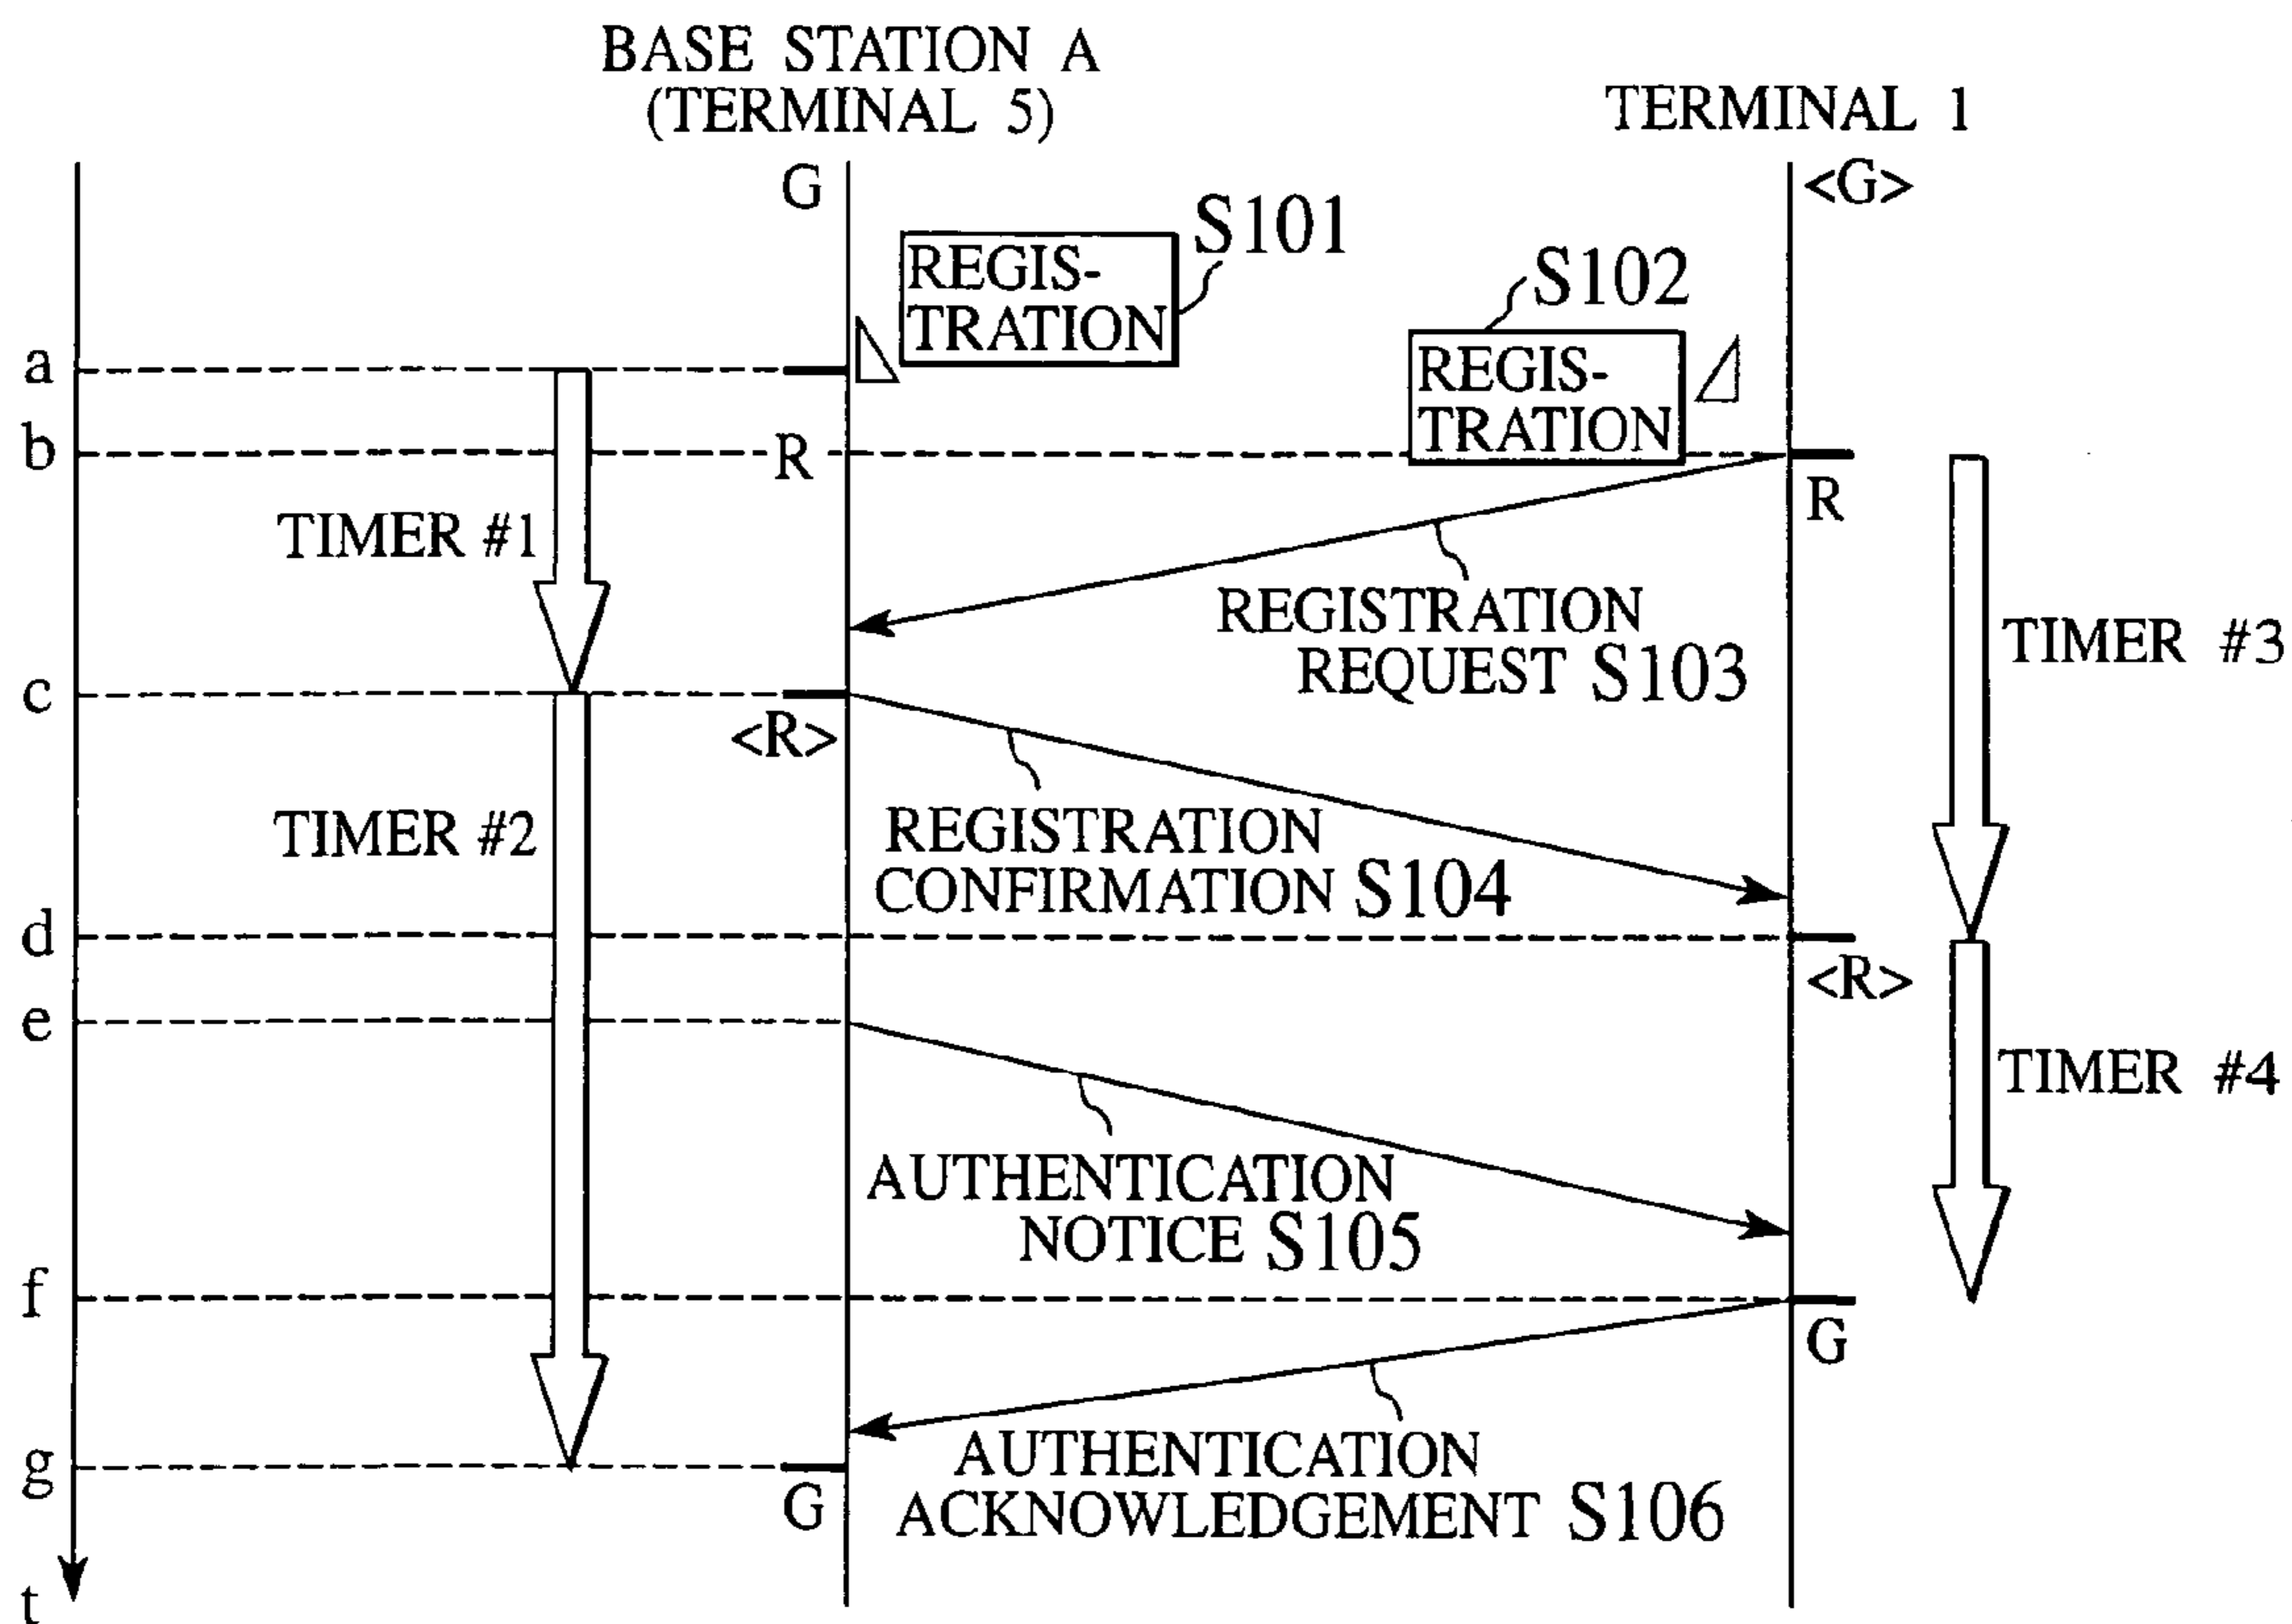 BASE STATION A
(TERMINAL 5)
TERMINAL 1
G
<G>
S101
REGIS-
TRATION
S102
REGIS-
TRATION
a
b
R
R
TIMER #1
REGISTRATION
REQUEST S103
TIMER #3
c
<R>
TIMER #2
REGISTRATION
CONFIRMATION S104
d
<R>
e
TIMER #4
AUTHENTICATION
NOTICE S105
f
G
AUTHENTICATION
ACKNOWLEDGEMENT S106
g
G
t